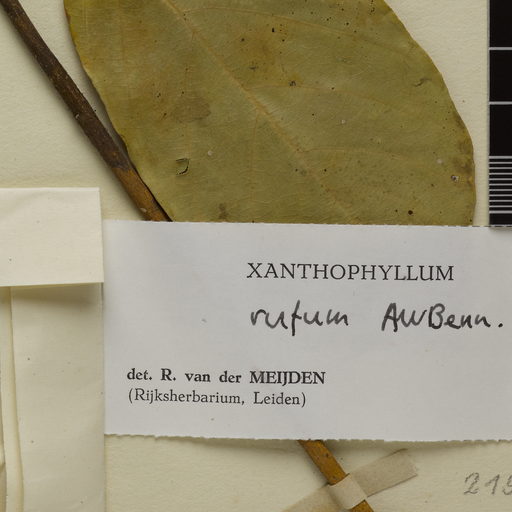 XANTHOPHYLLUM
rufum AWBenn.
det. R. van der MEIJDEN
(Rijksherbarium, Leiden)